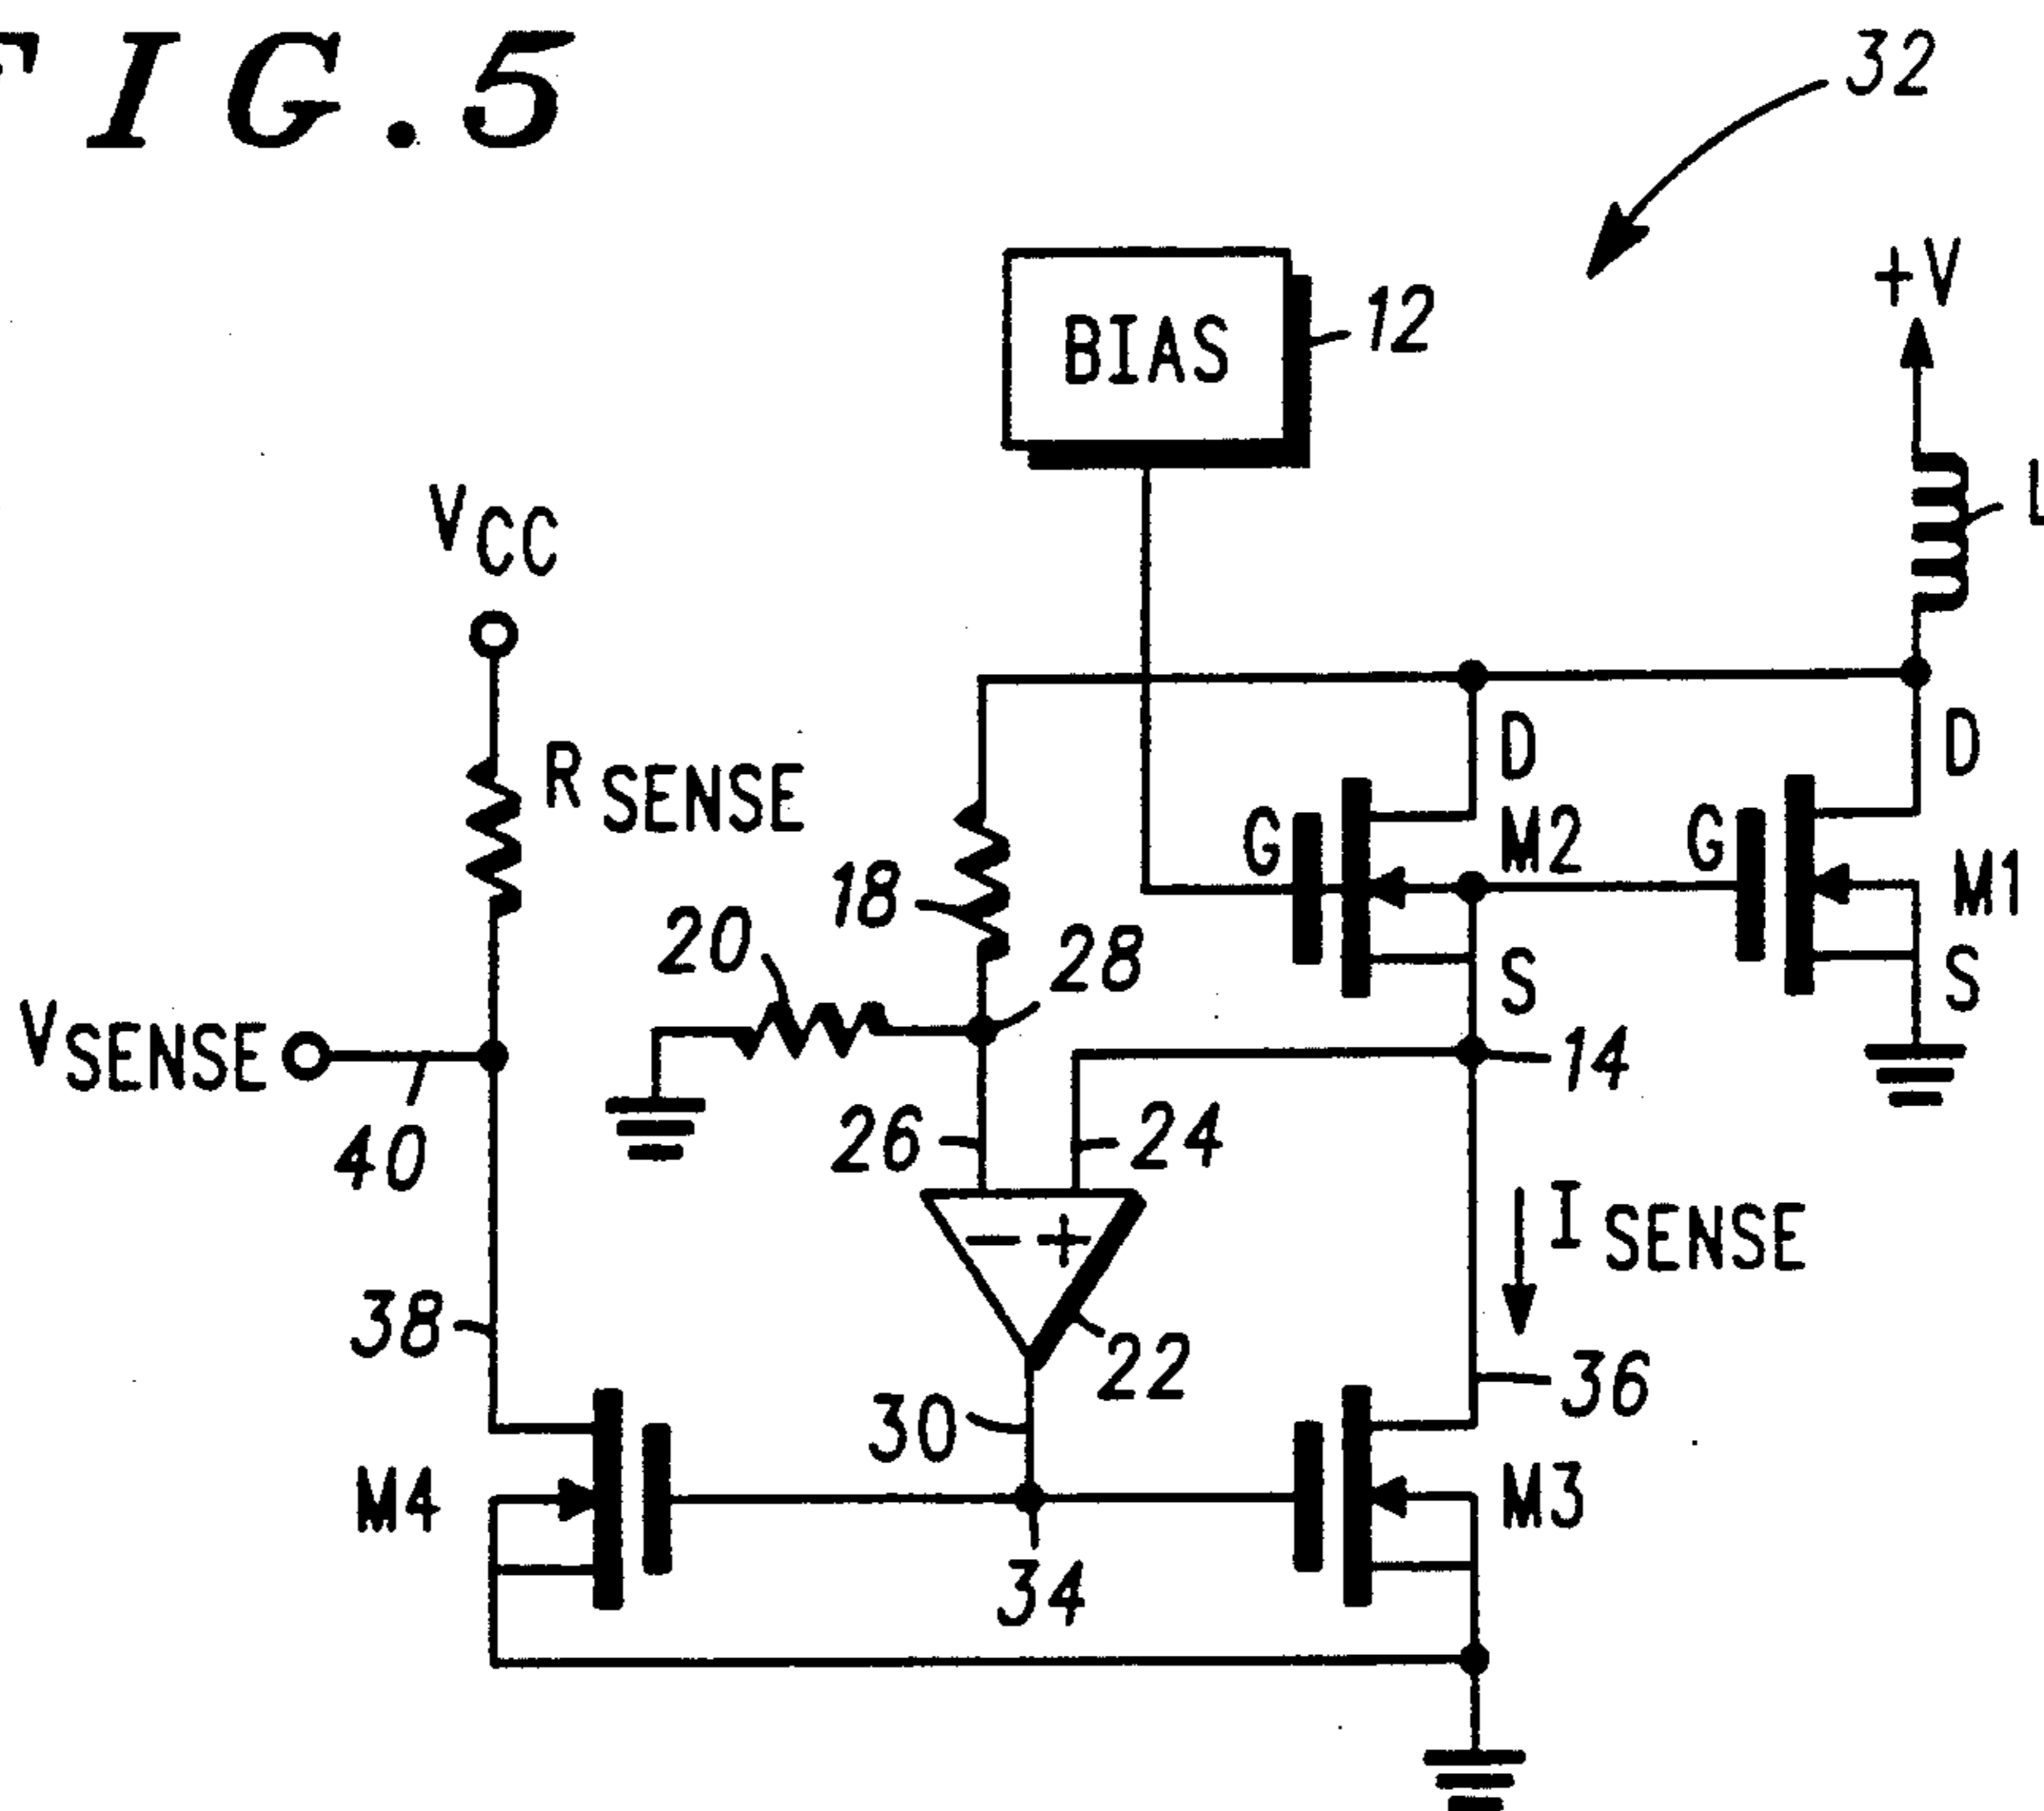 FIG.5
32
+V
BIAS
12
VCC
L
RSENSE
D
D
G
M2
G
M1
18
20
28
S
S
VSENSE
14
40
26
24
- +
ISENSE
38
22
36
30
M4
M3
34